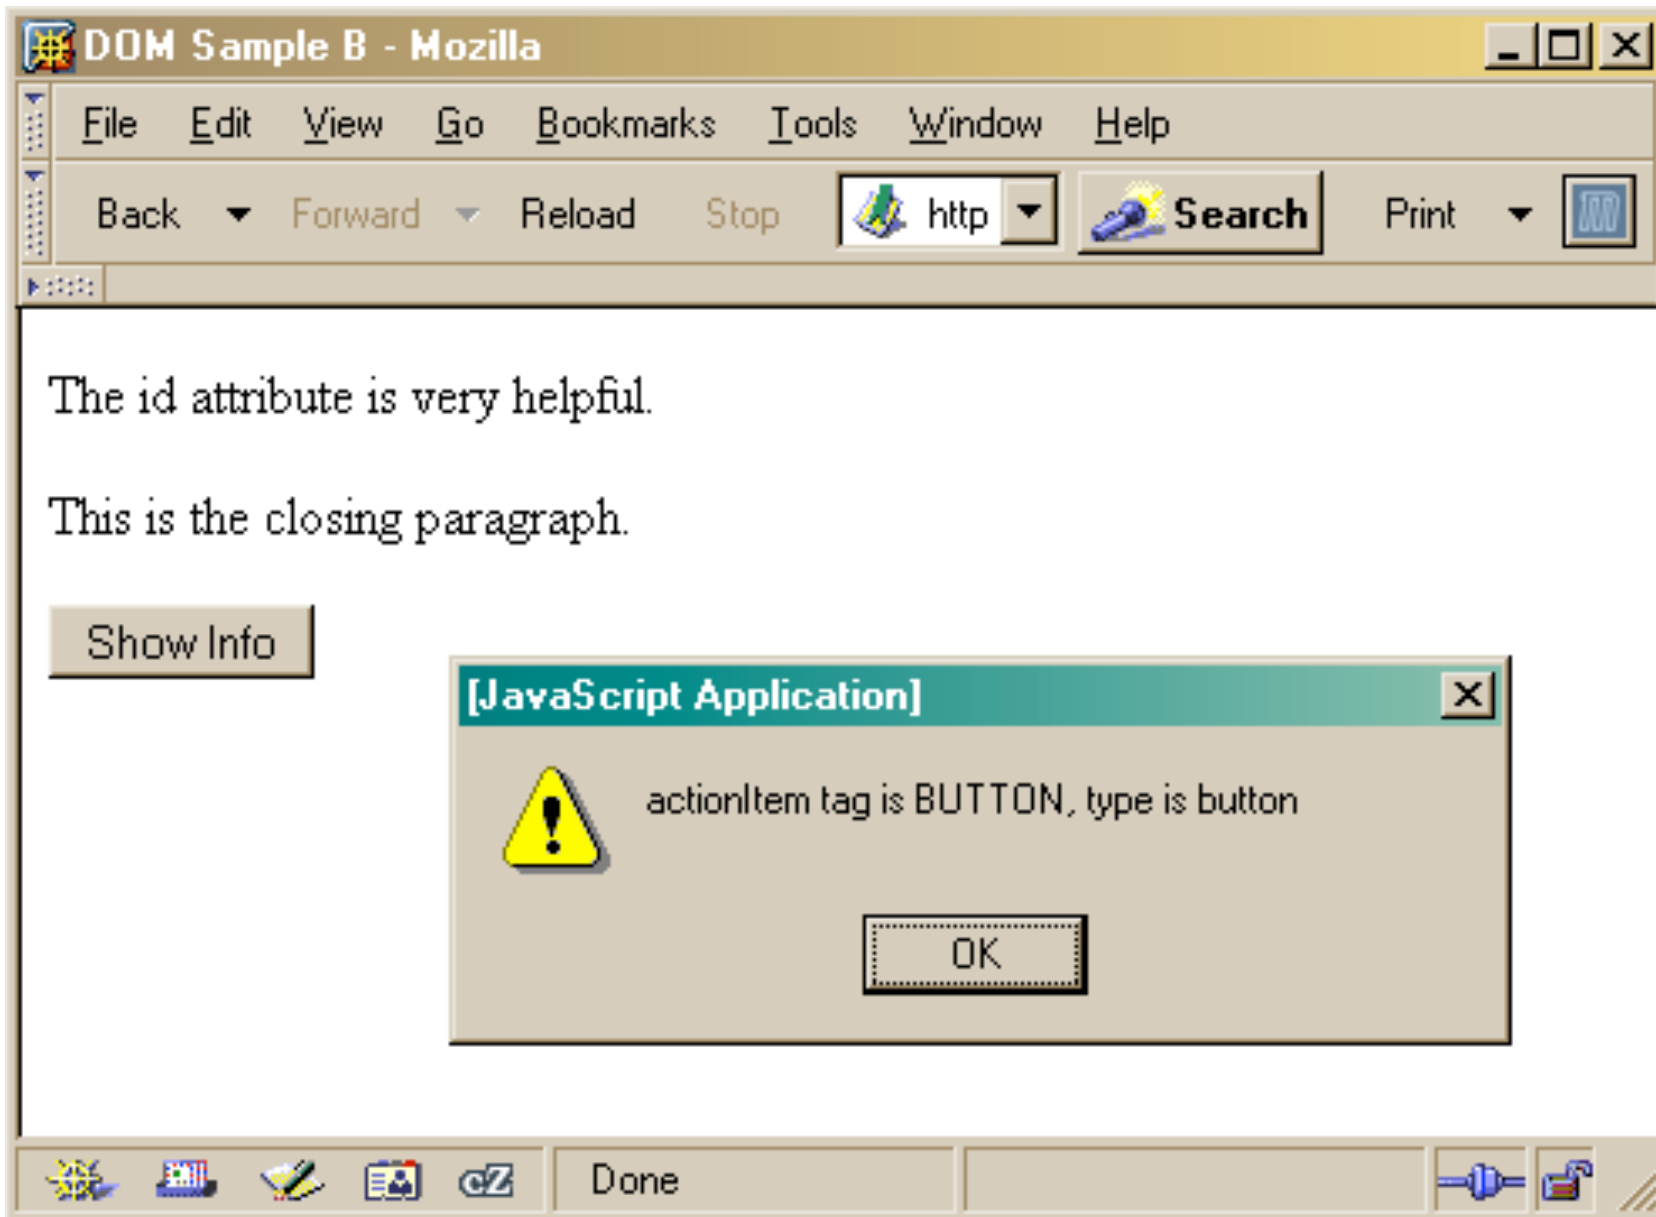 DOM Sample B - Mozilla
File Edit View Go Bookmarks Tools Window Help
Back Forward Reload Stop http Search Print
The id attribute is very helpful.
This is the closing paragraph.
Show Info
[JavaScript Application]
actionItem tag is BUTTON, type is button
OK
cZ Done